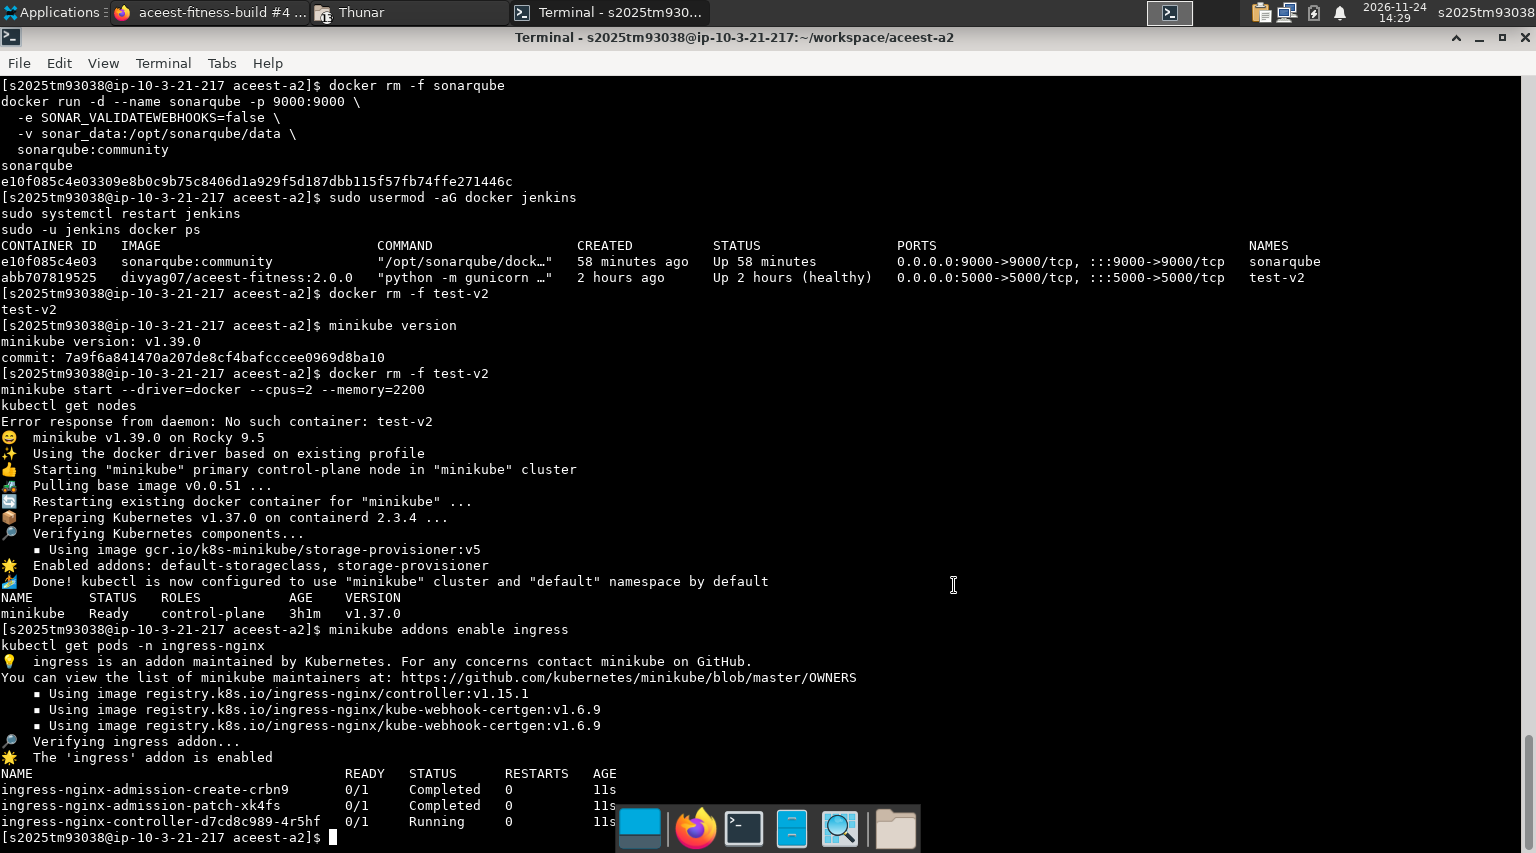 Applications
aceest-fitness-build #4 ...
Thunar
13
Terminal - s2025tm930...
2026-11-24
14:29
s2025tm93038
Terminal - s2025tm93038@ip-10-3-21-217:~/workspace/aceest-a2
File Edit View Terminal Tabs Help
[s2025tm93038@ip-10-3-21-217 aceest-a2]$ docker rm -f sonarqube
docker run -d --name sonarqube -p 9000:9000 \
  -e SONAR_VALIDATEWEBHOOKS=false \
  -v sonar_data:/opt/sonarqube/data \
  sonarqube:community
sonarqube
e10f085c4e03309e8b0c9b75c8406d1a929f5d187dbb115f57fb74ffe271446c
[s2025tm93038@ip-10-3-21-217 aceest-a2]$ sudo usermod -aG docker jenkins
sudo systemctl restart jenkins
sudo -u jenkins docker ps
CONTAINER ID   IMAGE                           COMMAND                  CREATED          STATUS                 PORTS                                       NAMES
e10f085c4e03   sonarqube:community             "/opt/sonarqube/dock…"   58 minutes ago   Up 58 minutes          0.0.0.0:9000->9000/tcp, :::9000->9000/tcp   sonarqube
abb707819525   divyag07/aceest-fitness:2.0.0   "python -m gunicorn …"   2 hours ago      Up 2 hours (healthy)   0.0.0.0:5000->5000/tcp, :::5000->5000/tcp   test-v2
[s2025tm93038@ip-10-3-21-217 aceest-a2]$ docker rm -f test-v2
test-v2
[s2025tm93038@ip-10-3-21-217 aceest-a2]$ minikube version
minikube version: v1.39.0
commit: 7a9f6a841470a207de8cf4bafcccee0969d8ba10
[s2025tm93038@ip-10-3-21-217 aceest-a2]$ docker rm -f test-v2
minikube start --driver=docker --cpus=2 --memory=2200
kubectl get nodes
Error response from daemon: No such container: test-v2
😄  minikube v1.39.0 on Rocky 9.5
✨  Using the docker driver based on existing profile
👍  Starting "minikube" primary control-plane node in "minikube" cluster
🚜  Pulling base image v0.0.51 ...
🔄  Restarting existing docker container for "minikube" ...
📦  Preparing Kubernetes v1.37.0 on containerd 2.3.4 ...
🔎  Verifying Kubernetes components...
    ▪ Using image gcr.io/k8s-minikube/storage-provisioner:v5
🌟  Enabled addons: default-storageclass, storage-provisioner
🏄  Done! kubectl is now configured to use "minikube" cluster and "default" namespace by default
NAME       STATUS   ROLES           AGE    VERSION
minikube   Ready    control-plane   3h1m   v1.37.0
[s2025tm93038@ip-10-3-21-217 aceest-a2]$ minikube addons enable ingress
kubectl get pods -n ingress-nginx
💡  ingress is an addon maintained by Kubernetes. For any concerns contact minikube on GitHub.
You can view the list of minikube maintainers at: https://github.com/kubernetes/minikube/blob/master/OWNERS
    ▪ Using image registry.k8s.io/ingress-nginx/controller:v1.15.1
    ▪ Using image registry.k8s.io/ingress-nginx/kube-webhook-certgen:v1.6.9
    ▪ Using image registry.k8s.io/ingress-nginx/kube-webhook-certgen:v1.6.9
🔎  Verifying ingress addon...
🌟  The 'ingress' addon is enabled
NAME                                       READY   STATUS      RESTARTS   AGE
ingress-nginx-admission-create-crbn9       0/1     Completed   0          11s
ingress-nginx-admission-patch-xk4fs        0/1     Completed   0          11s
ingress-nginx-controller-d7cd8c989-4r5hf   0/1     Running     0          11s
[s2025tm93038@ip-10-3-21-217 aceest-a2]$